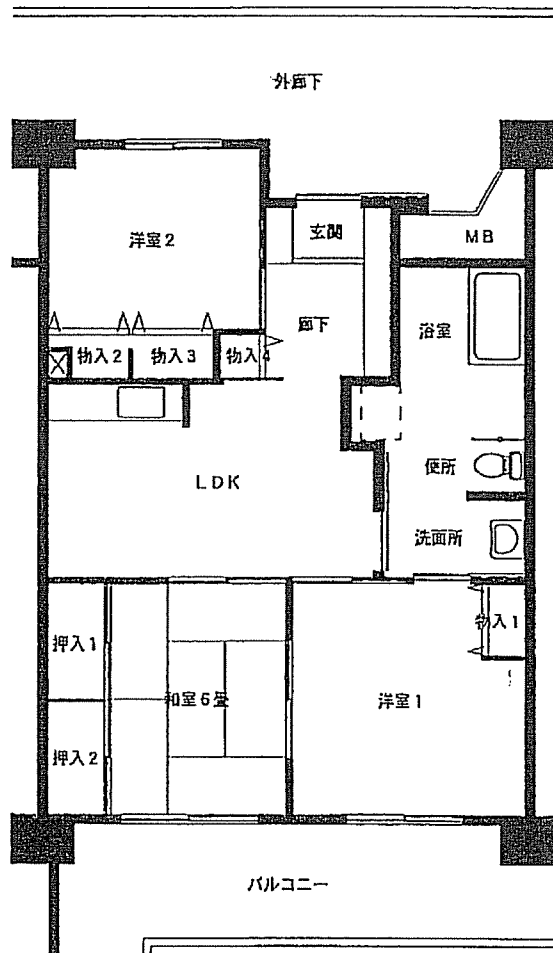 外廊下
洋室2
玄関
MB
廊下
浴室
物入2
物入3
物入4
便所
LDK
洗面所
押入1
物入1
和室6畳
洋室1
押入2
バルコニー